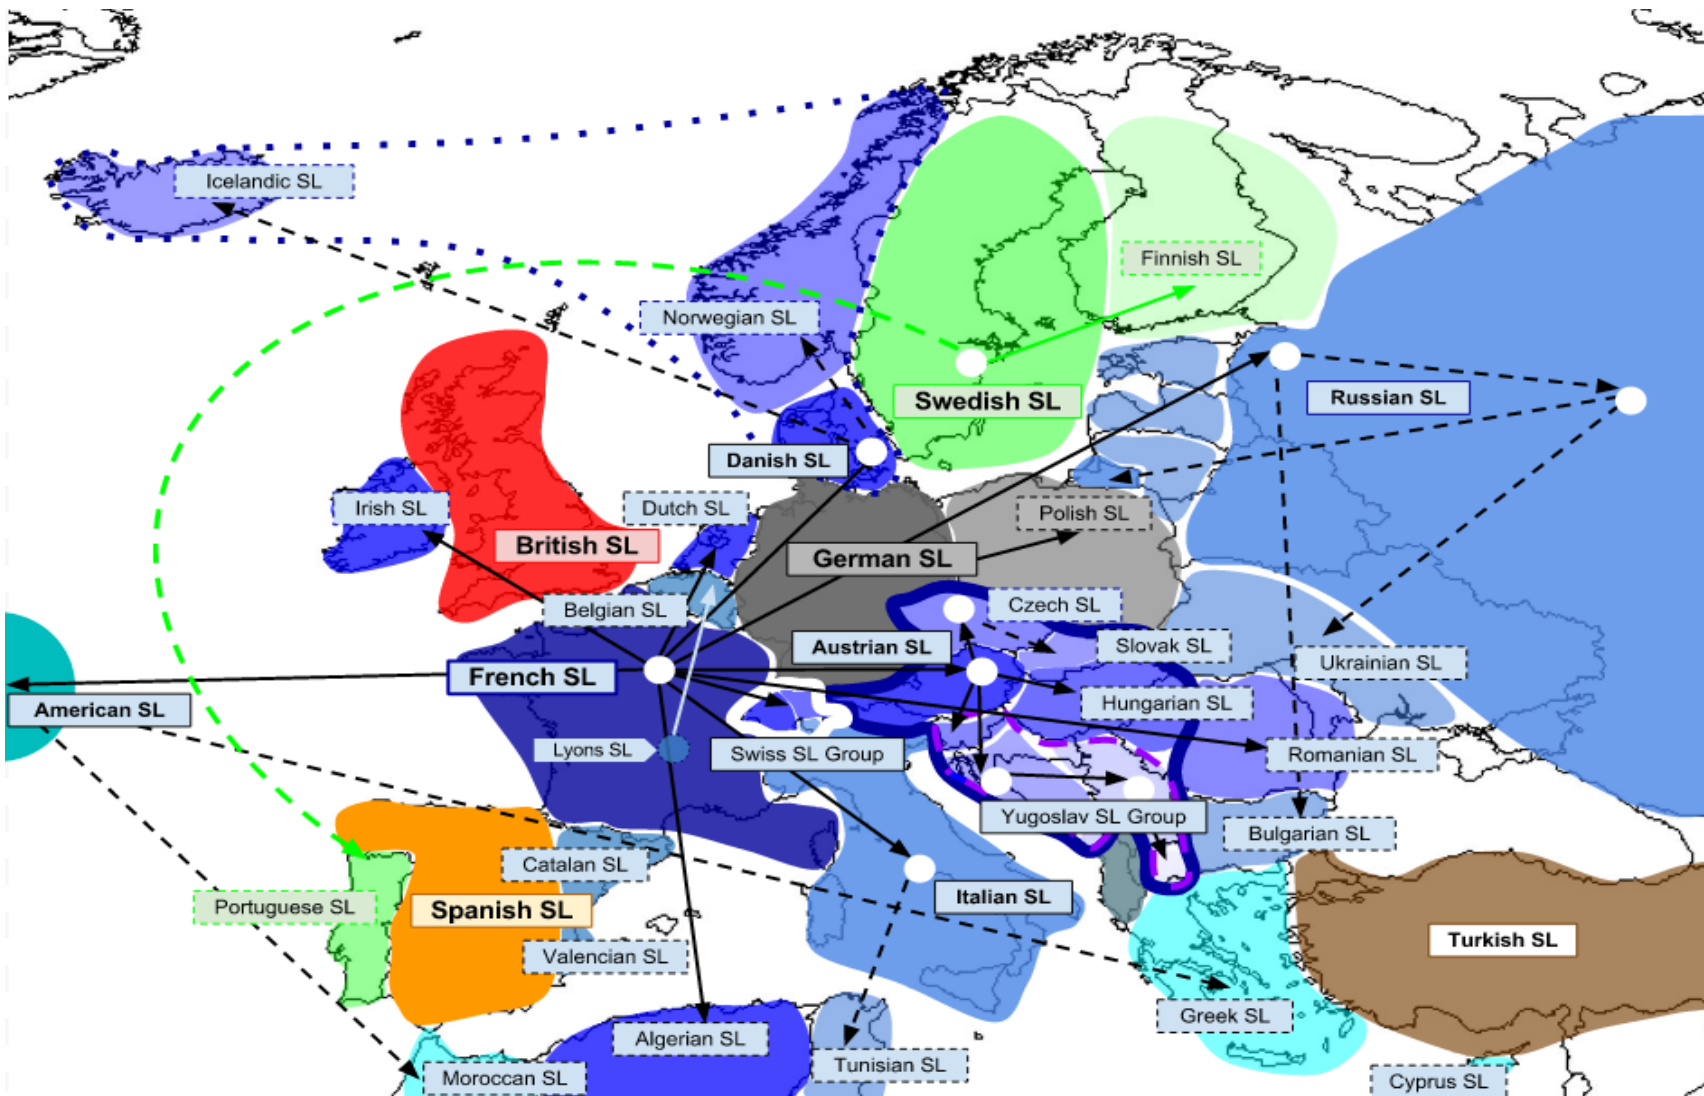 Icelandic SL
Finnish SL
Norwegian SL
Swedish SL
Russian SL
Danish SL
Irish SL
Dutch SL
Polish SL
British SL
German SL
Belgian SL
Czech SL
Austrian SL
Slovak SL
Ukrainian SL
French SL
American SL
Hungarian SL
Lyons SL
Swiss SL Group
Romanian SL
Yugoslav SL Group
Bulgarian SL
Catalan SL
Portuguese SL
Spanish SL
Italian SL
Turkish SL
Valencian SL
Greek SL
Algerian SL
Tunisian SL
Moroccan SL
Cyprus SL